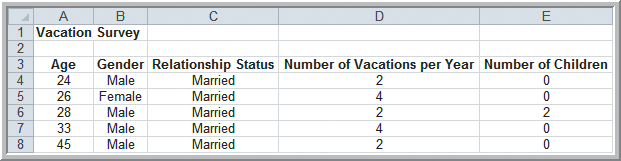 A B C D E
1 Vacation Survey
2
3 Age Gender Relationship Status Number of Vacations per Year Number of Children
4 24 Male Married 2 0
5 26 Female Married 4 0
6 28 Male Married 2 2
7 33 Male Married 4 0
8 45 Male Married 2 0